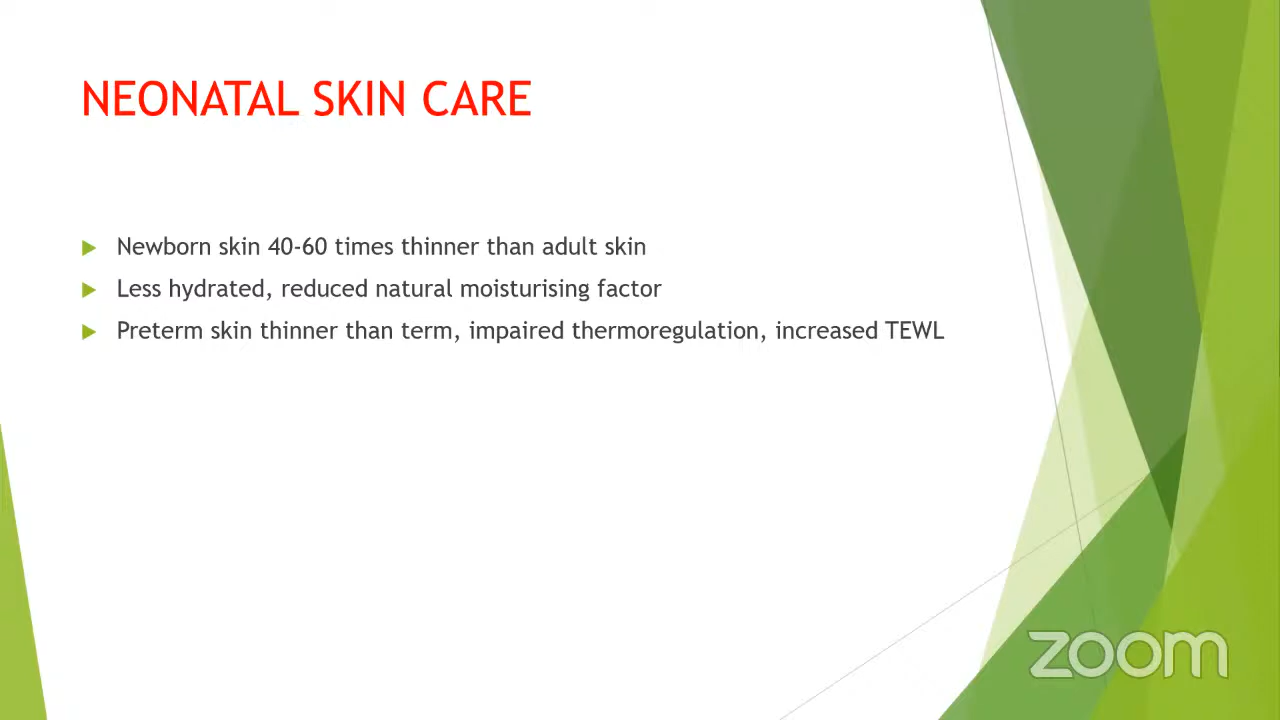 NEONATAL SKIN CARE
Newborn skin 40-60 times thinner than adult skin
Less hydrated, reduced natural moisturising factor
Preterm skin thinner than term, impaired thermoregulation, increased TEWL
zoom